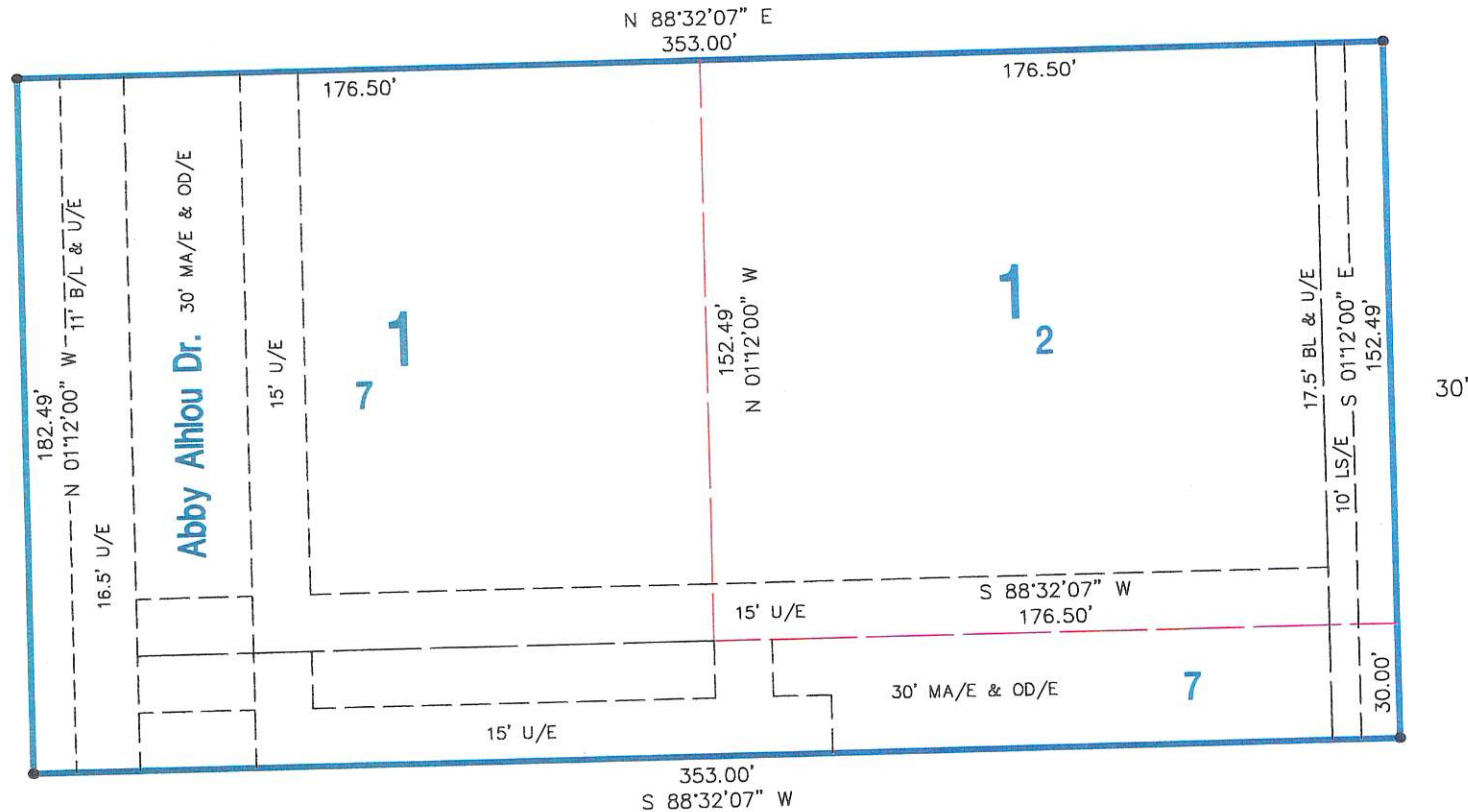 N 88°32'07" E
353.00'
176.50'
176.50'
182.49'
N 01°12'00" W
11' B/L & U/E
16.5' U/E
Abby Alhlou Dr.
30' MA/E & OD/E
15' U/E
1
7
152.49'
N 01°12'00" W
1
2
17.5' BL & U/E
10' LS/E
S 01°12'00" E
152.49'
30'
S 88°32'07" W
176.50'
15' U/E
30' MA/E & OD/E
7
30.00'
15' U/E
353.00'
S 88°32'07" W